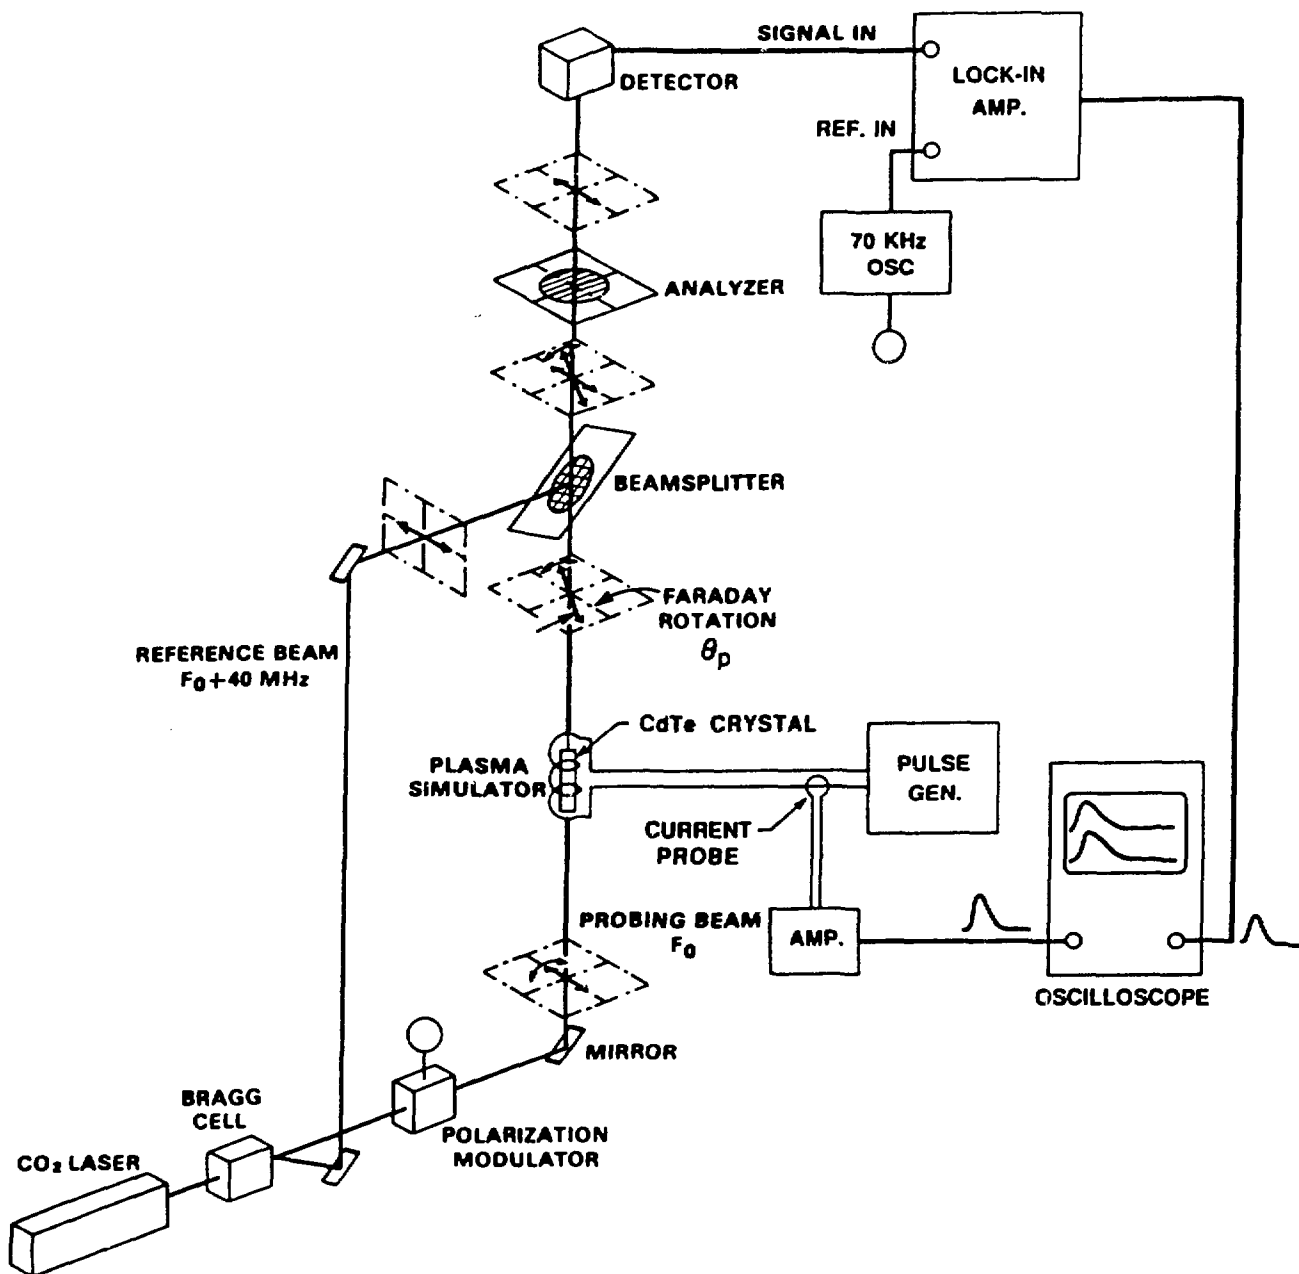 SIGNAL IN
DETECTOR
LOCK-IN
AMP.
REF. IN
70 KHz
OSC
ANALYZER
BEAMSPLITTER
FARADAY
ROTATION
θp
REFERENCE BEAM
F0+40 MHz
CdTe CRYSTAL
PLASMA
SIMULATOR
PULSE
GEN.
CURRENT
PROBE
PROBING BEAM
F0
AMP.
OSCILLOSCOPE
MIRROR
BRAGG
CELL
POLARIZATION
MODULATOR
CO₂ LASER